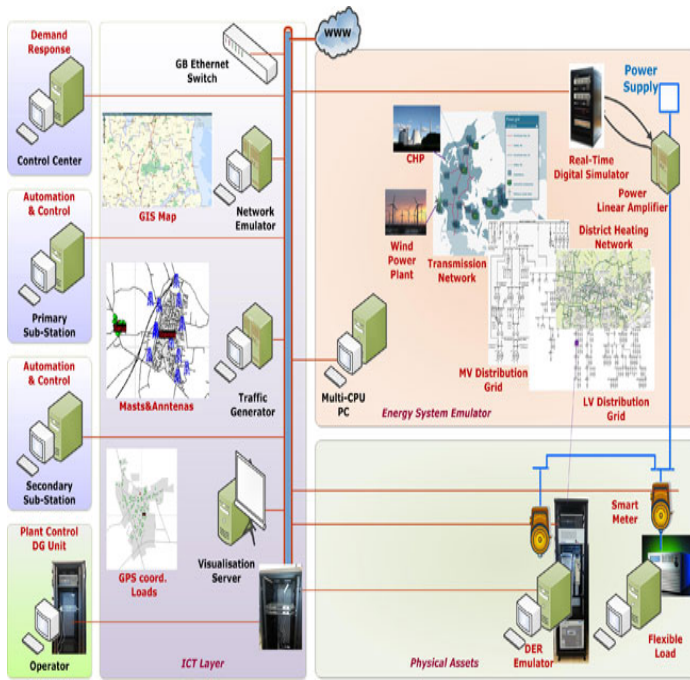 Demand
Response
Control Center
Automation
& Control
Primary
Sub-Station
Automation
& Control
Secondary
Sub-Station
Plant Control
DG Unit
Operator
GB Ethernet
Switch
GIS Map
Network
Emulator
Masts&Anntenas
Traffic
Generator
GPS coord.
Loads
Visualisation
Server
ICT Layer
WWW
CHP
Wind
Power
Plant
Transmission
Network
Real-Time
Digital Simulator
Power
Supply
Power
Linear Amplifier
District Heating
Network
Multi-CPU
PC
MV Distribution
Grid
LV Distribution
Grid
Energy System Emulator
Smart
Meter
DER
Emulator
Flexible
Load
Physical Assets